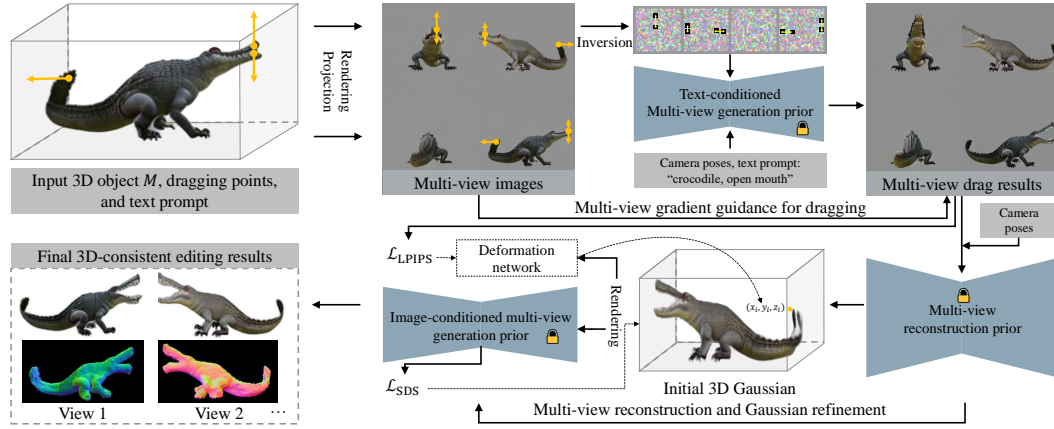 Rendering
Projection
Inversion
Text-conditioned
Multi-view generation prior
Camera poses, text prompt:
“crocodile, open mouth”
Input 3D object M, dragging points,
and text prompt
Multi-view images
Multi-view drag results
Multi-view gradient guidance for dragging
Camera
poses
Final 3D-consistent editing results
ℒLPIPS
Deformation
network
Rendering
(xᵢ, yᵢ, zᵢ)
Image-conditioned multi-view
generation prior
Multi-view
reconstruction prior
ℒSDS
Initial 3D Gaussian
View 1
View 2
…
Multi-view reconstruction and Gaussian refinement